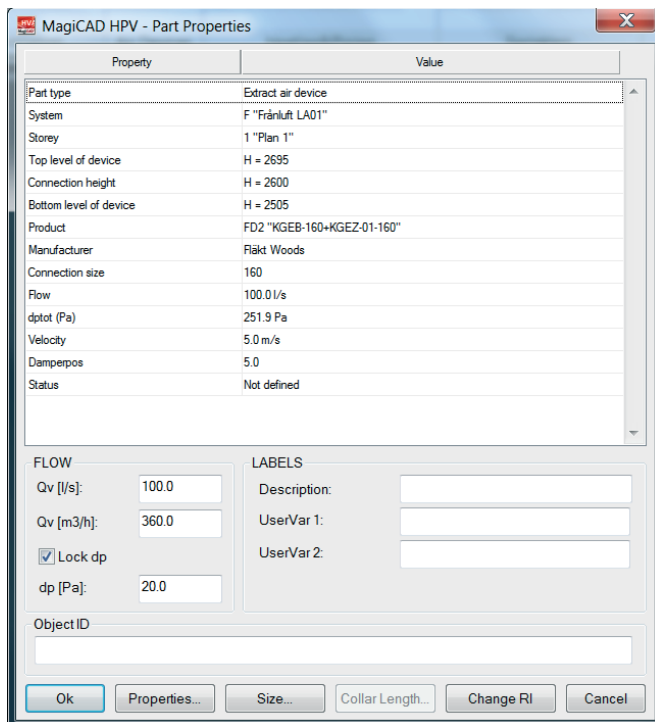 MagiCAD HPV - Part Properties
Property Value
Part type Extract air device
System F "Frånluft LA01"
Storey 1 "Plan 1"
Top level of device H = 2695
Connection height H = 2600
Bottom level of device H = 2505
Product FD2 "KGEB-160+KGEZ-01-160"
Manufacturer Fläkt Woods
Connection size 160
Flow 100.0 l/s
dptot (Pa) 251.9 Pa
Velocity 5.0 m/s
Damperpos 5.0
Status Not defined
FLOW
Qv [l/s]: 100.0
Qv [m3/h]: 360.0
Lock dp
dp [Pa]: 20.0
LABELS
Description:
UserVar 1:
UserVar 2:
Object ID
Ok Properties... Size... Collar Length... Change RI Cancel